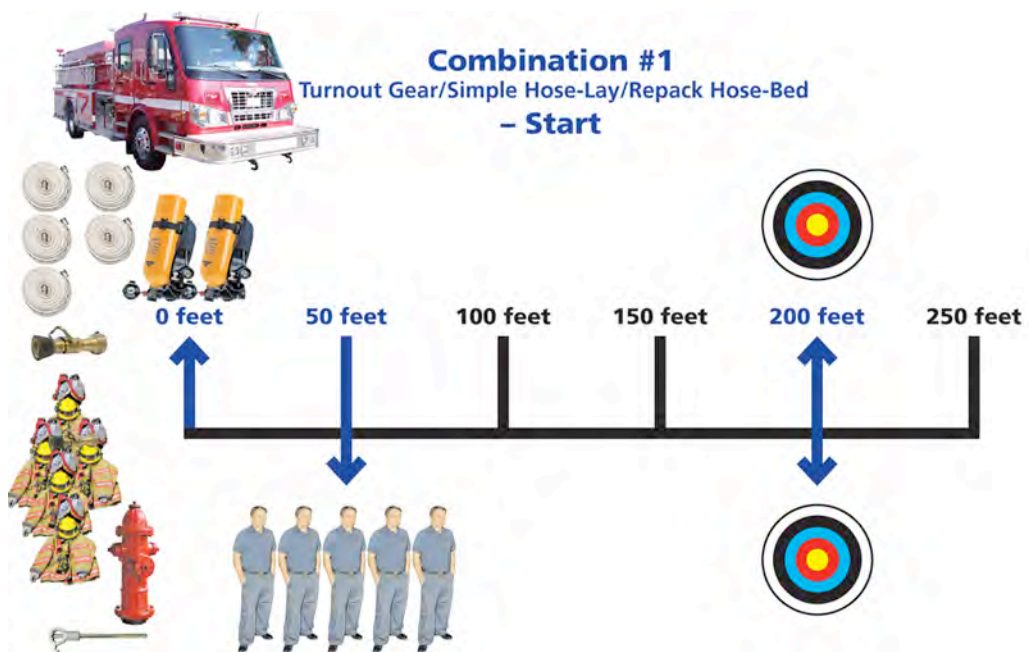 Combination #1
Turnout Gear/Simple Hose-Lay/Repack Hose-Bed
– Start
0 feet 50 feet 100 feet 150 feet 200 feet 250 feet